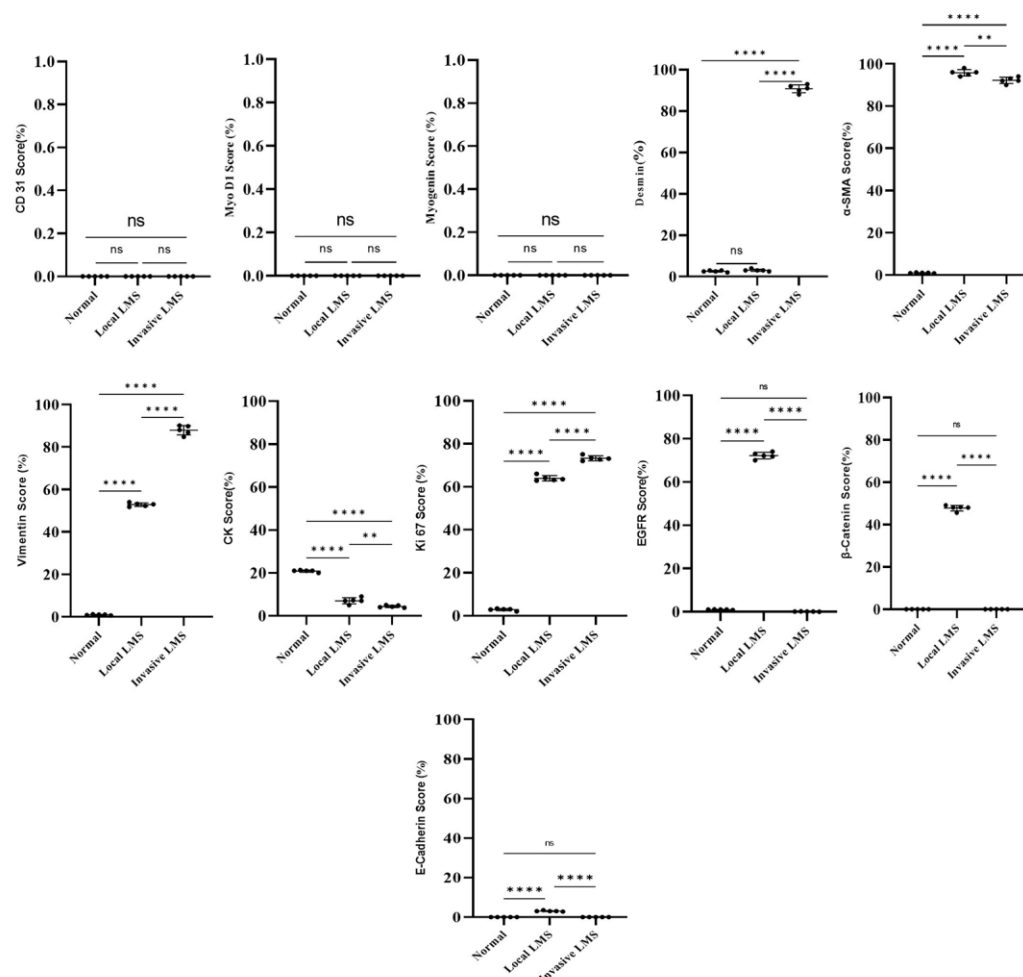 CD 31 Score(%)
1.0
0.8
0.6
0.4
0.2
0.0
ns
ns
ns
Normal
Local LMS
Invasive LMS
Myo D1 Score (%)
1.0
0.8
0.6
0.4
0.2
0.0
ns
ns
ns
Normal
Local LMS
Invasive LMS
Myogenin Score (%)
1.0
0.8
0.6
0.4
0.2
0.0
ns
ns
ns
Normal
Local LMS
Invasive LMS
Desmin(%)
100
80
60
40
20
0
****
****
ns
Normal
Local LMS
Invasive LMS
α-SMA Score(%)
100
80
60
40
20
0
****
****
**
Normal
Local LMS
Invasive LMS
Vimentin Score (%)
100
80
60
40
20
0
****
****
****
Normal
Local LMS
Invasive LMS
CK Score(%)
100
80
60
40
20
0
****
****
**
Normal
Local LMS
Invasive LMS
Ki 67 Score (%)
100
80
60
40
20
0
****
****
****
Normal
Local LMS
Invasive LMS
EGFR Score(%)
100
80
60
40
20
0
ns
****
****
Normal
Local LMS
Invasive LMS
β-Catenin Score(%)
100
80
60
40
20
0
ns
****
****
Normal
Local LMS
Invasive LMS
E-Cadherin Score (%)
100
80
60
40
20
0
ns
****
****
Normal
Local LMS
Invasive LMS